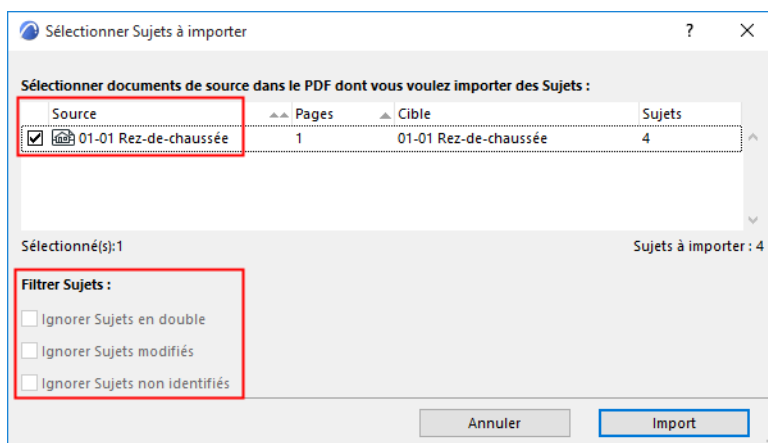 Sélectionner Sujets à importer
Sélectionner documents de source dans le PDF dont vous voulez importer des Sujets :
Source Pages Cible Sujets
01-01 Rez-de-chaussée 1 01-01 Rez-de-chaussée 4
Sélectionné(s):1 Sujets à importer : 4
Filtrer Sujets :
Ignorer Sujets en double
Ignorer Sujets modifiés
Ignorer Sujets non identifiés
Annuler Import